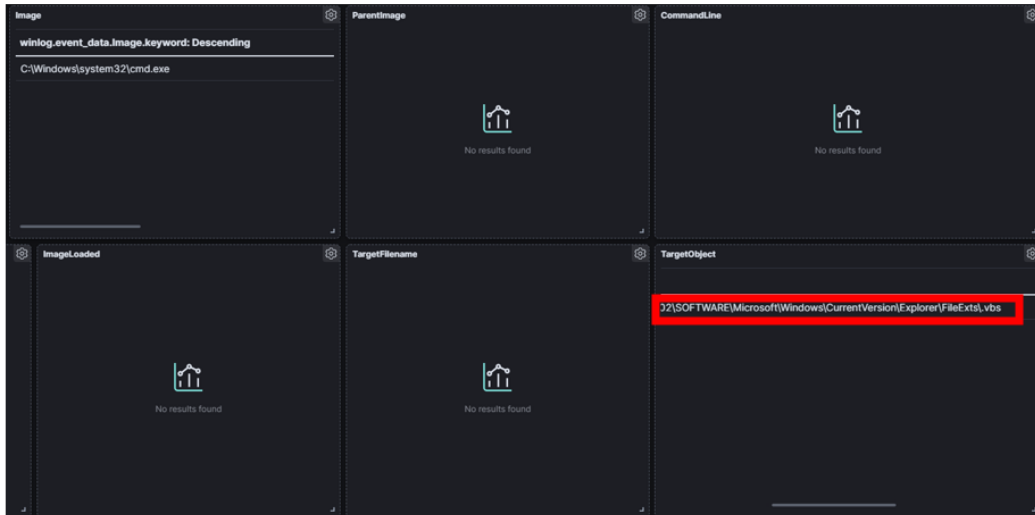 Image
ParentImage
CommandLine
winlog.event_data.Image.keyword: Descending
C:\Windows\system32\cmd.exe
No results found
No results found
ImageLoaded
TargetFilename
TargetObject
02\SOFTWARE\Microsoft\Windows\CurrentVersion\Explorer\FileExts\.vbs
No results found
No results found